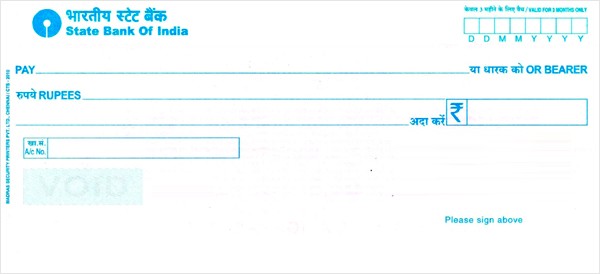 भारतीय स्टेट बैंक
State Bank Of India
केवल 3 महीने के लिए वैध / VALID FOR 3 MONTHS ONLY
D D M M Y Y Y Y
PAY या धारक को OR BEARER
रुपये RUPEES
अदा करें ₹
खा.सं.
A/c No.
VOID
MADRAS SECURITY PRINTERS PVT. LTD., CHENNAI / CTS - 2010
Please sign above